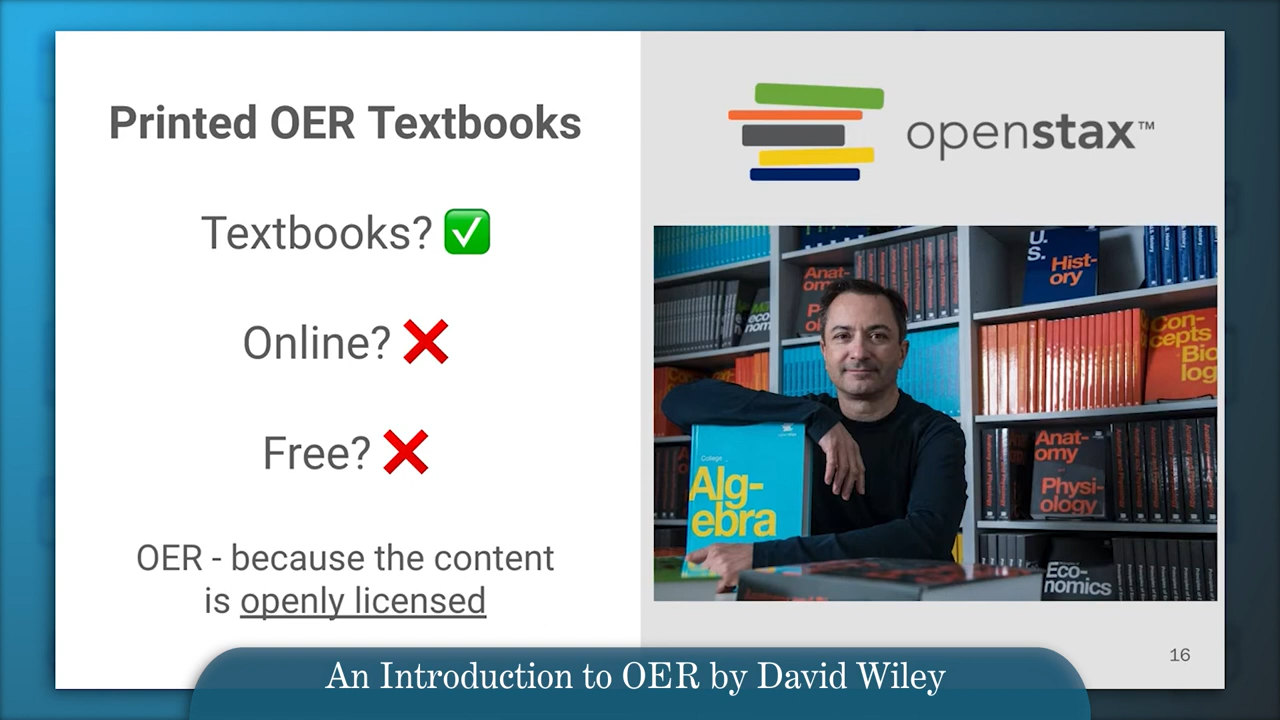 Printed OER Textbooks
Textbooks? ✅
Online? ❌
Free? ❌
OER - because the content
is openly licensed
openstax™
U.S.
Hist-
ory
Anat-
omy
Con-
cepts
Bio
log
College
Alg-
ebra
Anat-
omy
Physi-
ology
Eco-
nomics
16
An Introduction to OER by David Wiley